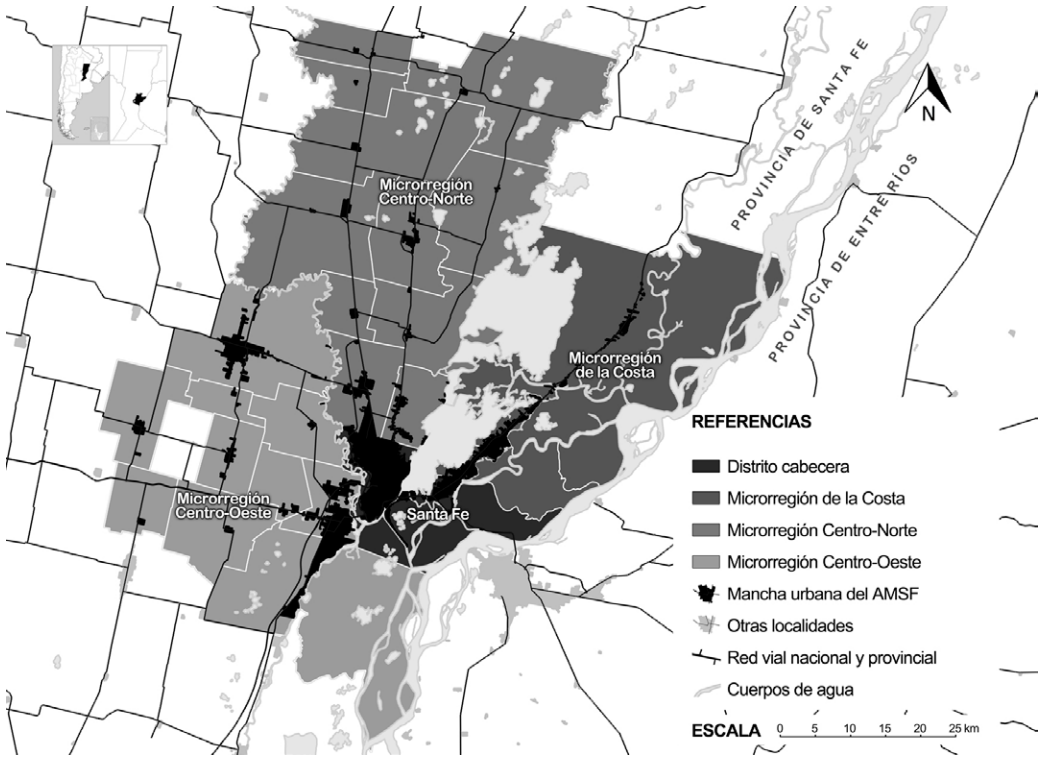 PROVINCIA DE SANTA FE
N
PROVINCIA DE ENTRE RÍOS
Microrregión
Centro-Norte
Microrregión
de la Costa
Microrregión
Centro-Oeste
Santa Fe
REFERENCIAS
Distrito cabecera
Microrregión de la Costa
Microrregión Centro-Norte
Microrregión Centro-Oeste
Mancha urbana del AMSF
Otras localidades
Red vial nacional y provincial
Cuerpos de agua
ESCALA
0 5 10 15 20 25 km